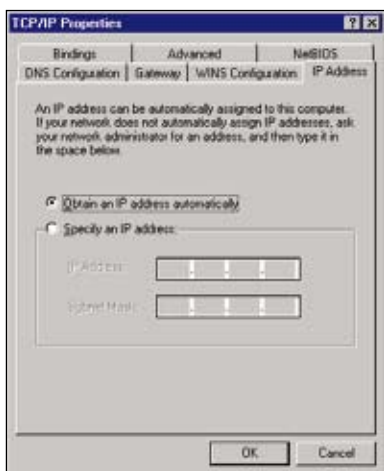 TCP/IP Properties
Bindings Advanced NetBIOS
DNS Configuration Gateway WINS Configuration IP Address
An IP address can be automatically assigned to this computer.
If your network does not automatically assign IP addresses, ask
your network administrator for an address, and then type it in
the space below.
Obtain an IP address automatically
Specify an IP address:
IP Address:
Subnet Mask:
OK Cancel